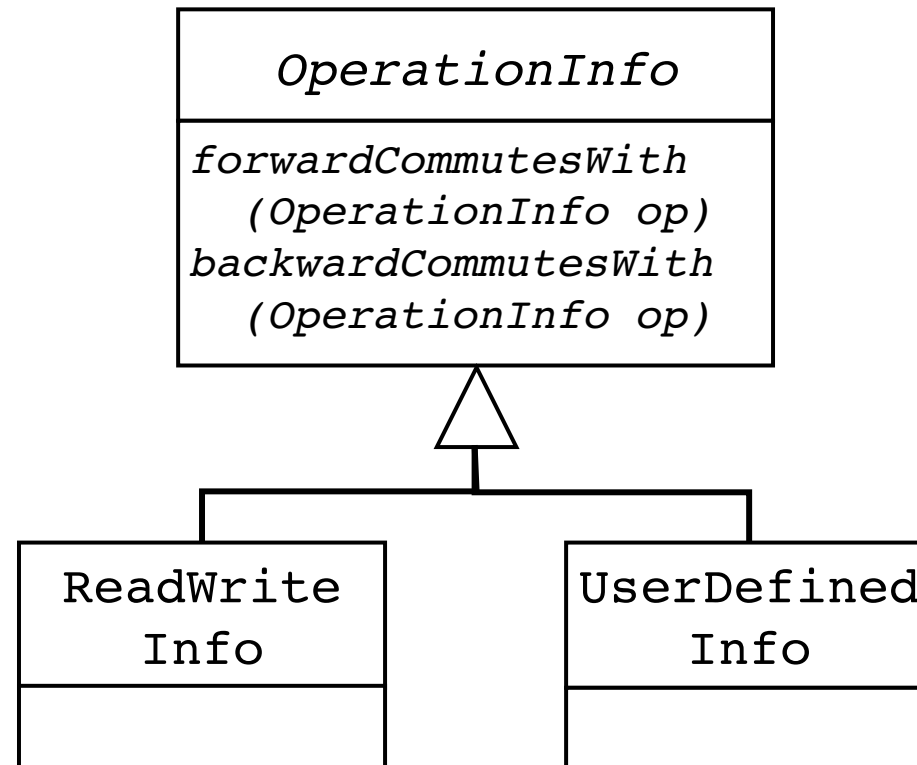 OperationInfo
forwardCommutesWith
(OperationInfo op)
backwardCommutesWith
(OperationInfo op)
ReadWrite
Info
UserDefined
Info